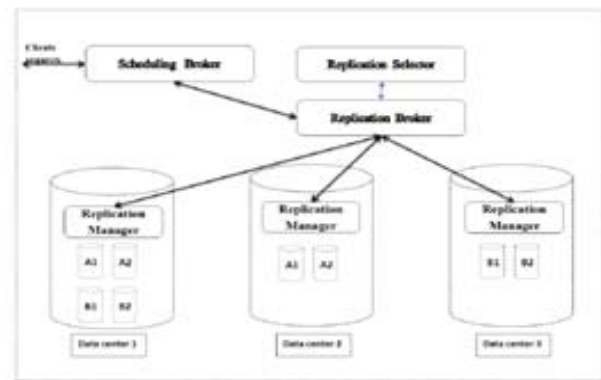 Scheduling Broker
Replication Selector
Replication Broker
Replication
Manager
A1 A2
B1 B2
Data center 1
Replication
Manager
A1 A2
Data center 2
Replication
Manager
B1 B2
Data center 3